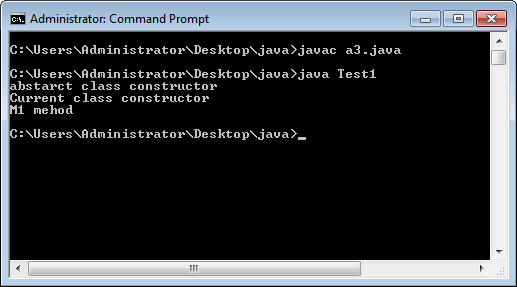 Administrator: Command Prompt
C:\Users\Administrator\Desktop\java>javac a3.java
C:\Users\Administrator\Desktop\java>java Test1
abstarct class constructor
Current class constructor
M1 mehod
C:\Users\Administrator\Desktop\java>_